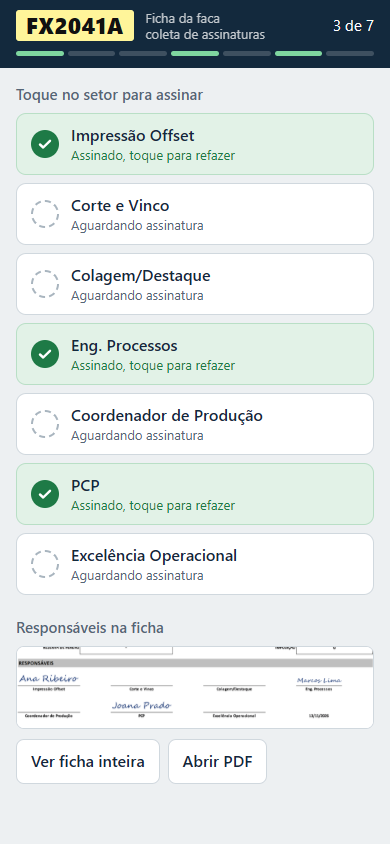 FX2041A
Ficha da faca
coleta de assinaturas
3 de 7
Toque no setor para assinar
Impressão Offset
Assinado, toque para refazer
Corte e Vinco
Aguardando assinatura
Colagem/Destaque
Aguardando assinatura
Eng. Processos
Assinado, toque para refazer
Coordenador de Produção
Aguardando assinatura
PCP
Assinado, toque para refazer
Excelência Operacional
Aguardando assinatura
Responsáveis na ficha
RESPONSÁVEIS
Ana Ribeiro Marcos Lima
Impressão Offset Corte e Vinco Colagem/Destaque Eng. Processos
Joana Prado
Coordenador de Produção PCP Excelência Operacional
Ver ficha inteira
Abrir PDF